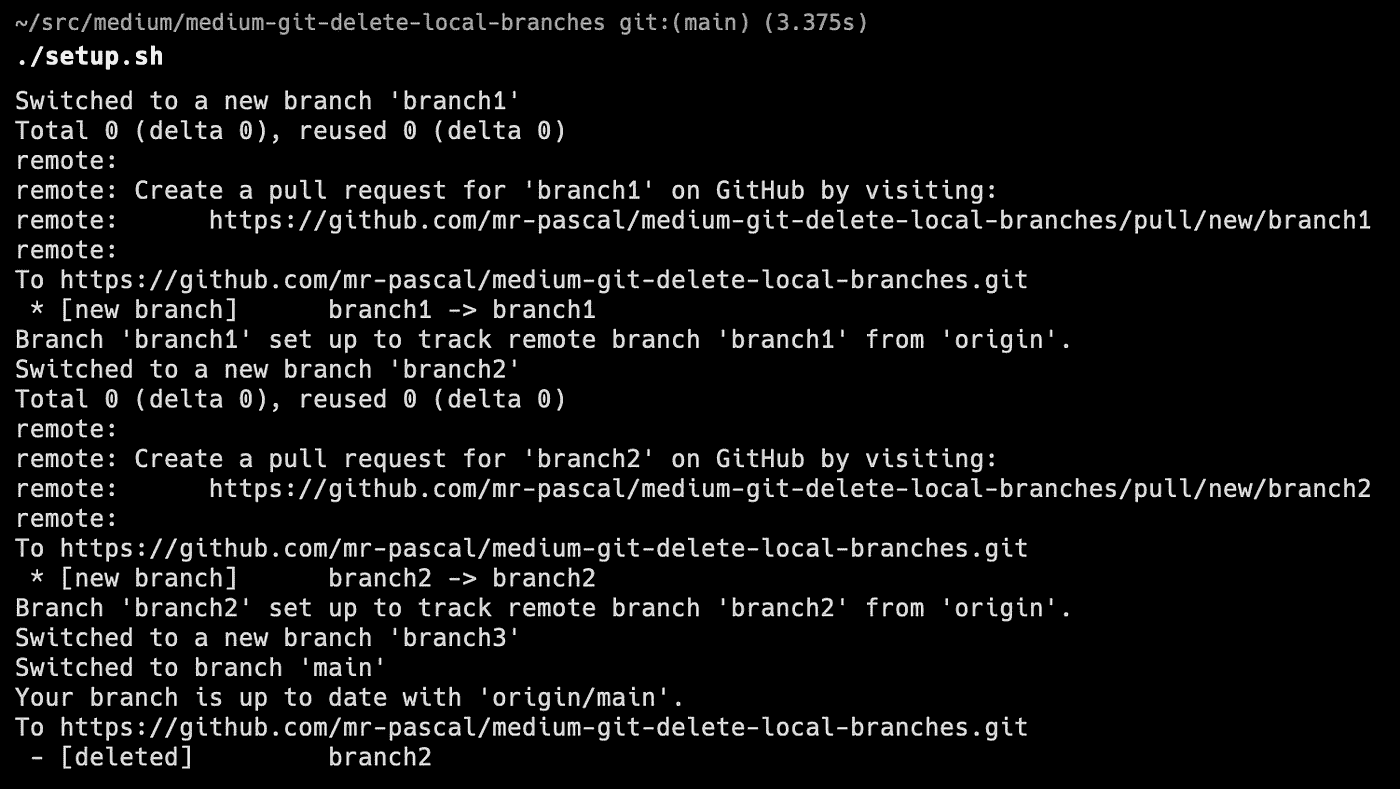 ~/src/medium/medium-git-delete-local-branches git:(main) (3.375s)
./setup.sh
Switched to a new branch 'branch1'
Total 0 (delta 0), reused 0 (delta 0)
remote:
remote: Create a pull request for 'branch1' on GitHub by visiting:
remote:      https://github.com/mr-pascal/medium-git-delete-local-branches/pull/new/branch1
remote:
To https://github.com/mr-pascal/medium-git-delete-local-branches.git
 * [new branch]      branch1 -> branch1
Branch 'branch1' set up to track remote branch 'branch1' from 'origin'.
Switched to a new branch 'branch2'
Total 0 (delta 0), reused 0 (delta 0)
remote:
remote: Create a pull request for 'branch2' on GitHub by visiting:
remote:      https://github.com/mr-pascal/medium-git-delete-local-branches/pull/new/branch2
remote:
To https://github.com/mr-pascal/medium-git-delete-local-branches.git
 * [new branch]      branch2 -> branch2
Branch 'branch2' set up to track remote branch 'branch2' from 'origin'.
Switched to a new branch 'branch3'
Switched to branch 'main'
Your branch is up to date with 'origin/main'.
To https://github.com/mr-pascal/medium-git-delete-local-branches.git
 - [deleted]         branch2